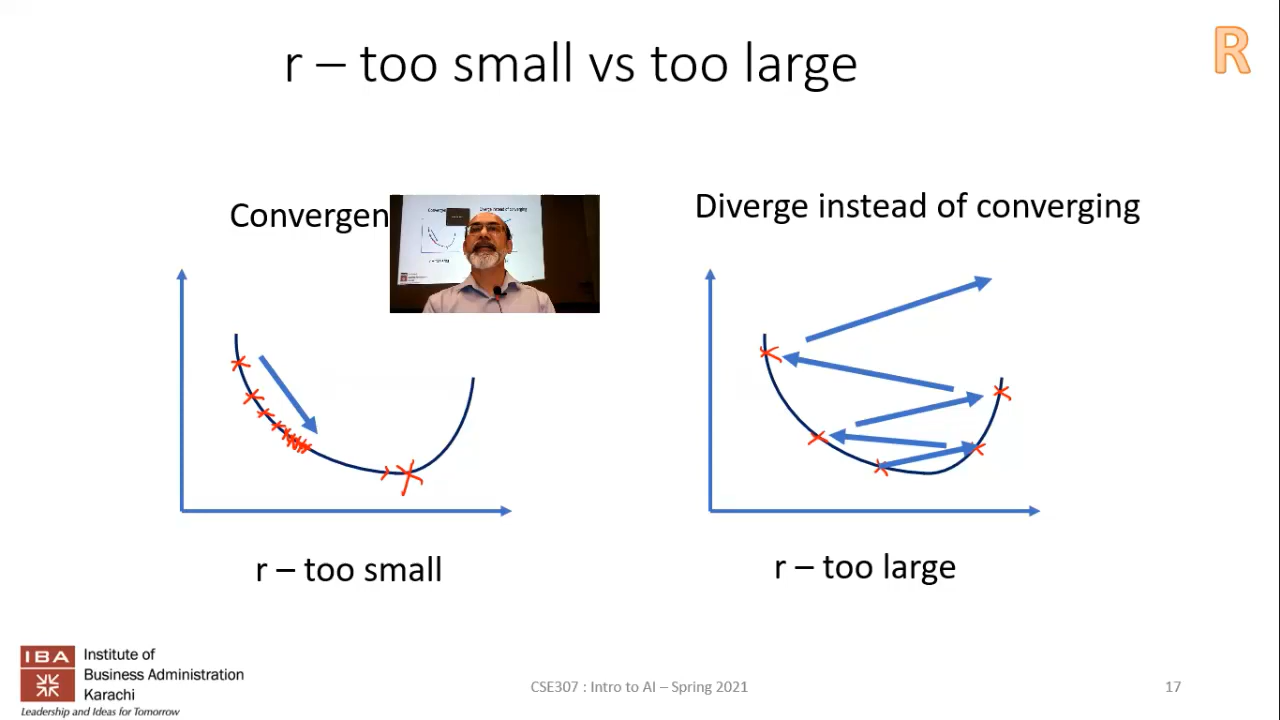 r – too small vs too large
R
Convergen
Diverge instead of converging
r – too small
r – too large
IBA
Institute of
Business Administration
Karachi
Leadership and Ideas for Tomorrow
CSE307 : Intro to AI – Spring 2021
17